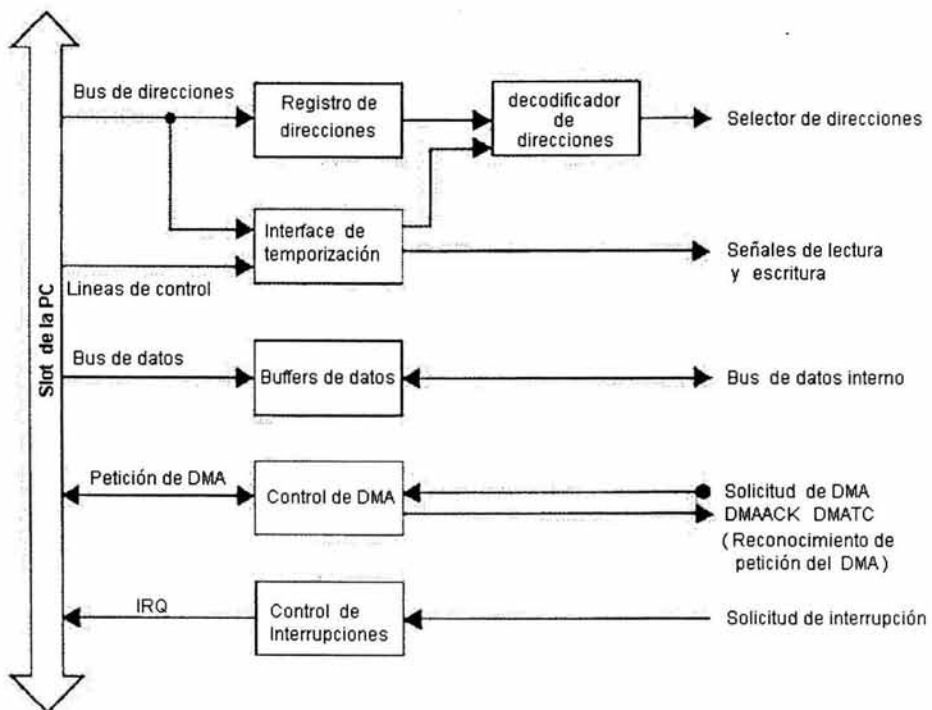 Slot de la PC
Bus de direcciones
Registro de
direcciones
decodificador
de
direcciones
Selector de direcciones
Interface de
temporización
Señales de lectura
y escritura
Lineas de control
Bus de datos
Buffers de datos
Bus de datos interno
Petición de DMA
Control de DMA
Solicitud de DMA
DMAACK DMATC
(Reconocimiento de
petición del DMA)
IRQ
Control de
Interrupciones
Solicitud de interrupción